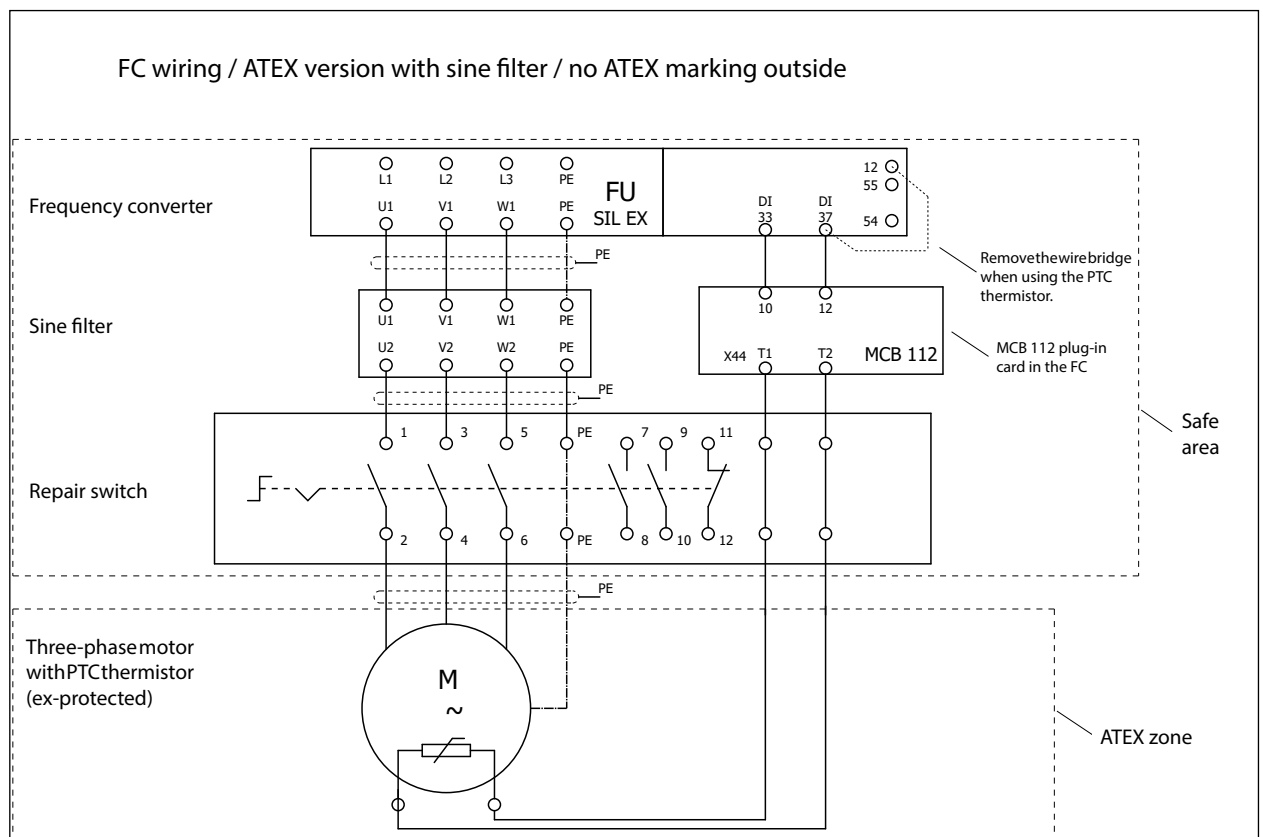 FC wiring / ATEX version with sine filter / no ATEX marking outside
Frequency converter
L1 L2 L3 PE
U1 V1 W1 PE
FU
SIL EX
DI
33
DI
37
12
55
54
PE
Removethewirebridge
when using the PTC
thermistor.
Sine filter
U1 V1 W1 PE
U2 V2 W2 PE
10 12
X44 T1 T2
MCB 112
MCB 112 plug-in
card in the FC
PE
Safe
area
Repair switch
1 3 5 PE 7 9 11
2 4 6 PE 8 10 12
PE
Three-phasemotor
withPTCthermistor
(ex-protected)
M
~
ATEX zone